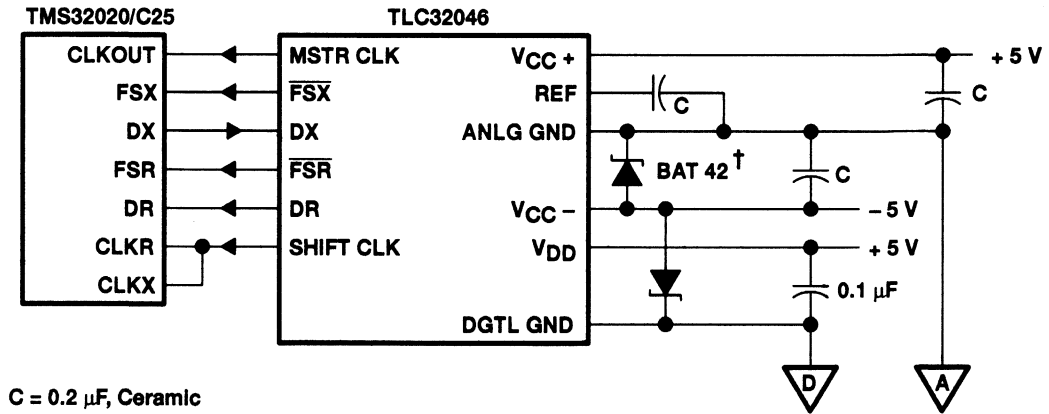 TMS32020/C25
TLC32046
CLKOUT
MSTR CLK
VCC +
+ 5 V
FSX
FSX
REF
C
C
DX
DX
ANLG GND
FSR
FSR
BAT 42 †
C
DR
DR
VCC –
– 5 V
CLKR
SHIFT CLK
VDD
+ 5 V
CLKX
0.1 μF
DGTL GND
D
A
C = 0.2 μF, Ceramic